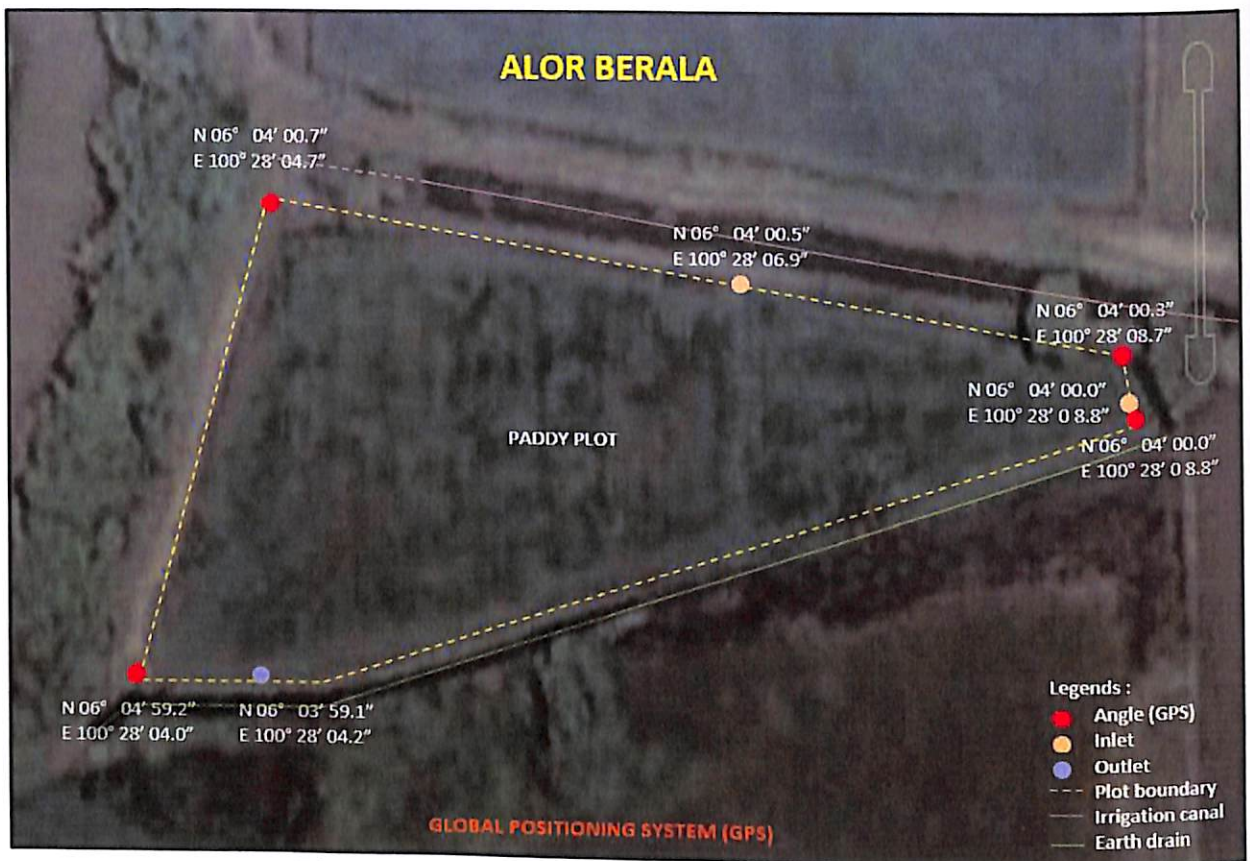 ALOR BERALA
N 06° 04' 00.7"
E 100° 28' 04.7"
N 06° 04' 00.5"
E 100° 28' 06.9"
N 06° 04' 00.3"
E 100° 28' 08.7"
N 06° 04' 00.0"
E 100° 28' 0 8.8"
PADDY PLOT
N 06° 04' 00.0"
E 100° 28' 0 8.8"
N 06° 04' 59.2"
E 100° 28' 04.0"
N 06° 03' 59.1"
E 100° 28' 04.2"
Legends :
Angle (GPS)
Inlet
Outlet
Plot boundary
Irrigation canal
Earth drain
GLOBAL POSITIONING SYSTEM (GPS)